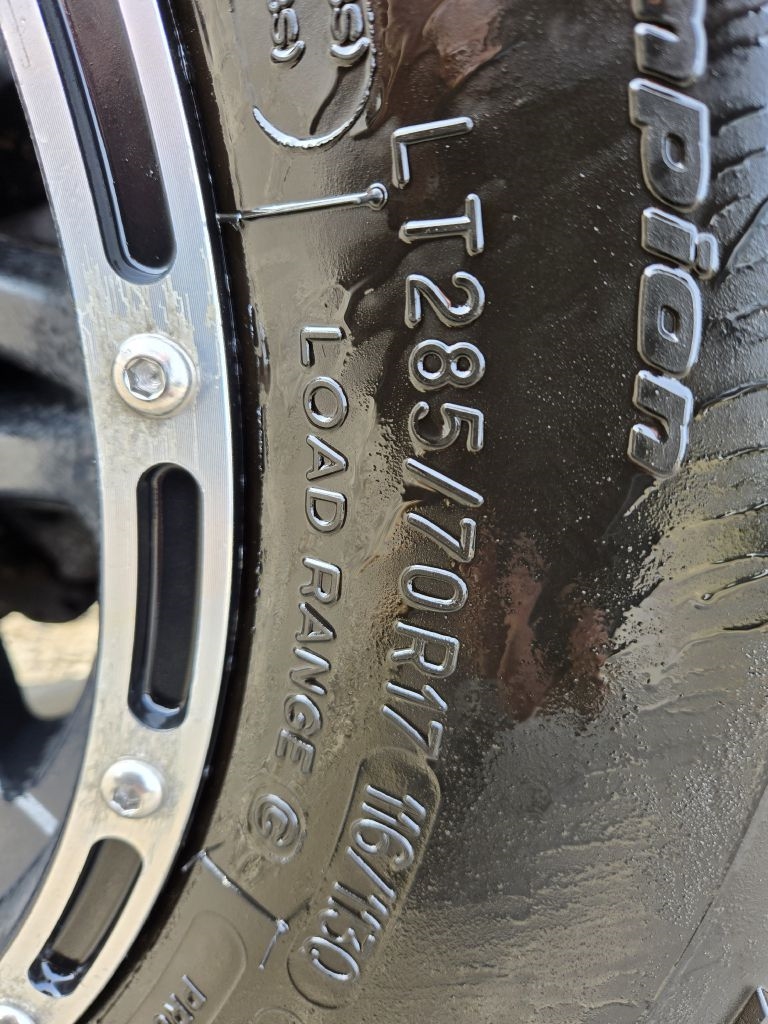 mpion
LT285/70R17
116/113Q
LOAD RANGE C